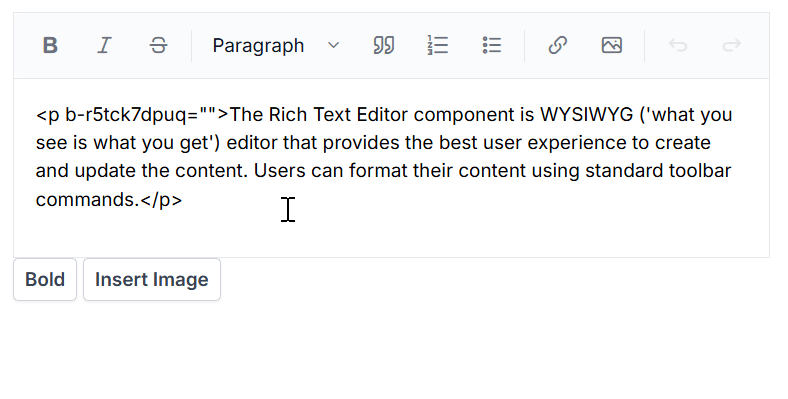 B I S Paragraph
<p b-r5tck7dpuq="">The Rich Text Editor component is WYSIWYG ('what you
see is what you get') editor that provides the best user experience to create
and update the content. Users can format their content using standard toolbar
commands.</p>
Bold Insert Image